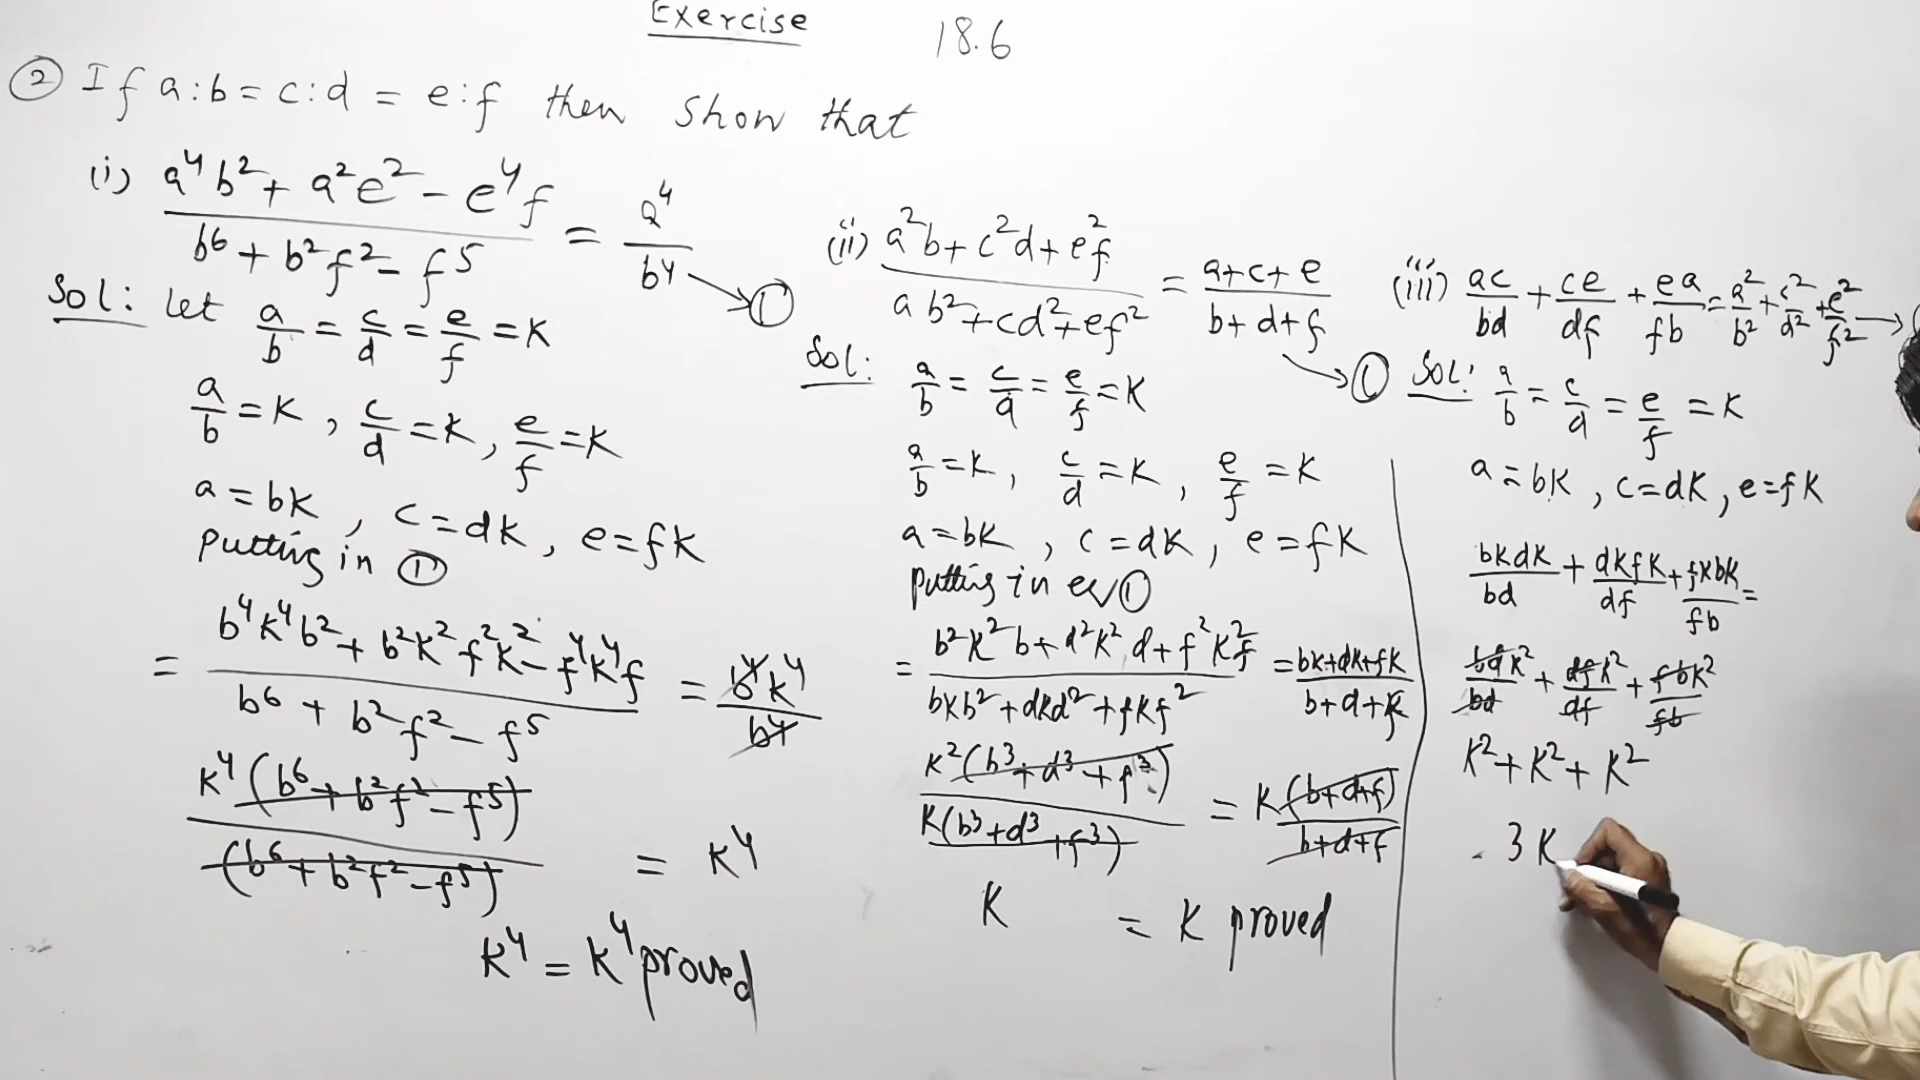 Exercise 18.6
② If a:b = c:d = e:f then show that
(i) (a⁴b² + a²e² - e⁴f)/(b⁶ + b²f² - f⁵) = a⁴/b⁴ → ①
Sol: let a/b = c/d = e/f = K
a/b = K, c/d = K, e/f = K
a = bK, c = dK, e = fK
Putting in ①
= (b⁴K⁴b² + b²K²f²K² - f⁴K⁴f)/(b⁶ + b²f² - f⁵) = b⁴K⁴/b⁴
K⁴(b⁶ + b²f² - f⁵)/(b⁶ + b²f² - f⁵) = K⁴
K⁴ = K⁴ proved
(ii) (a²b + c²d + e²f)/(ab² + cd² + ef²) = (a+c+e)/(b+d+f) → ①
Sol: a/b = c/d = e/f = K
a/b = K, c/d = K, e/f = K
a = bK, c = dK, e = fK
putting in eq ①
= (b²K²b + d²K²d + f²K²f)/(bKb² + dKd² + fKf²) = (bK+dK+fK)/(b+d+f)
K²(b³+d³+f³)/K(b³+d³+f³) = K(b+d+f)/(b+d+f)
K = K proved
(iii) ac/bd + ce/df + ea/fb = a²/b² + c²/d² + e²/f² →
Sol: a/b = c/d = e/f = K
a = bK, c = dK, e = fK
bKdK/bd + dKfK/df + fKbK/fb =
bdK²/bd + dfK²/df + fbK²/fb
K² + K² + K²
3K